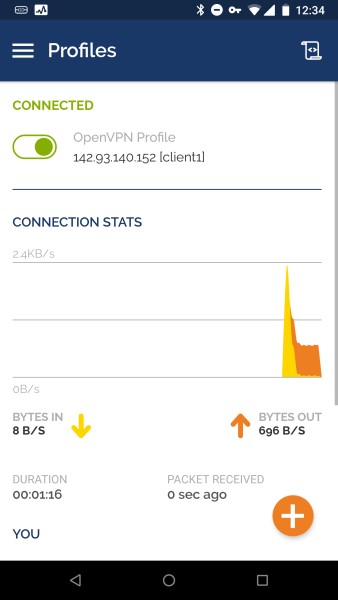 12:34
Profiles
CONNECTED
OpenVPN Profile
142.93.140.152 [client1]
CONNECTION STATS
2.4KB/s
0B/s
BYTES IN
8 B/S
BYTES OUT
696 B/S
DURATION
00:01:16
PACKET RECEIVED
0 sec ago
YOU